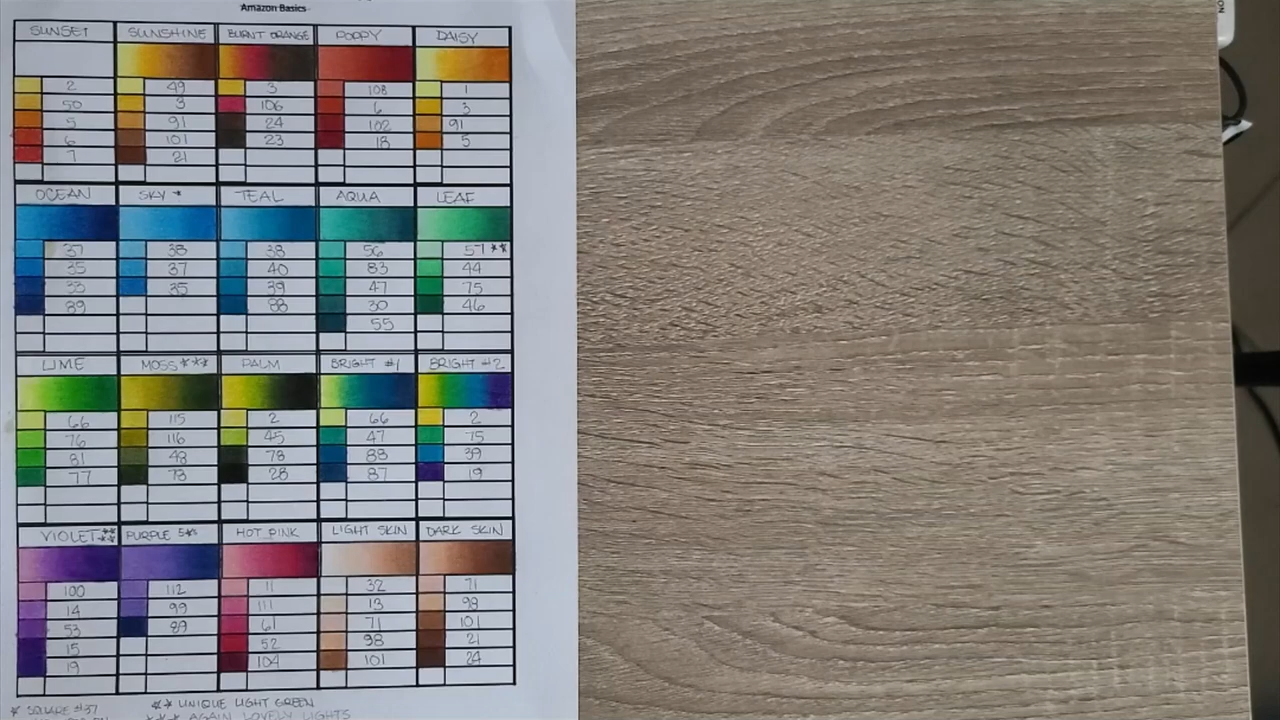 Amazon Basics
SUNSET SUNSHINE BURNT ORANGE POPPY DAISY
2 49 3 108 1
50 3 106 6 3
5 91 24 102 91
6 101 23 18 5
7 21
OCEAN SKY * TEAL AQUA LEAF
37 38 38 56 57 **
35 37 40 83 44
33 35 39 47 75
89 88 30 46
55
LIME MOSS *** PALM BRIGHT #1 BRIGHT #2
66 115 2 66 2
76 116 45 47 75
81 48 78 88 39
77 73 28 87 19
VIOLET ** PURPLE HOT PINK LIGHT SKIN DARK SKIN
100 112 11 32 71
14 99 111 13 98
53 89 61 71 101
15 52 98 21
19 104 101 24
* SQUARE #37 ** UNIQUE LIGHT GREEN
*** AGAIN LOVELY LIGHTS
ON